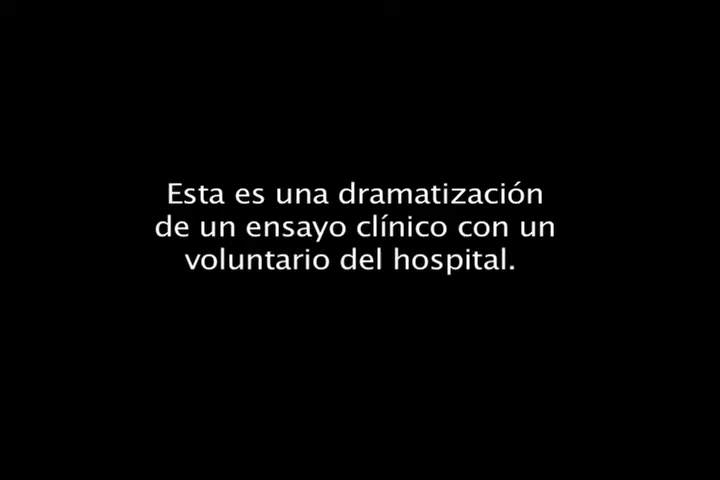 Esta es una dramatización
de un ensayo clínico con un
voluntario del hospital.